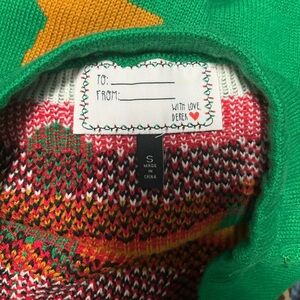 TO:
FROM:
WITH LOVE,
DEREK ❤
S
MADE IN
CHINA